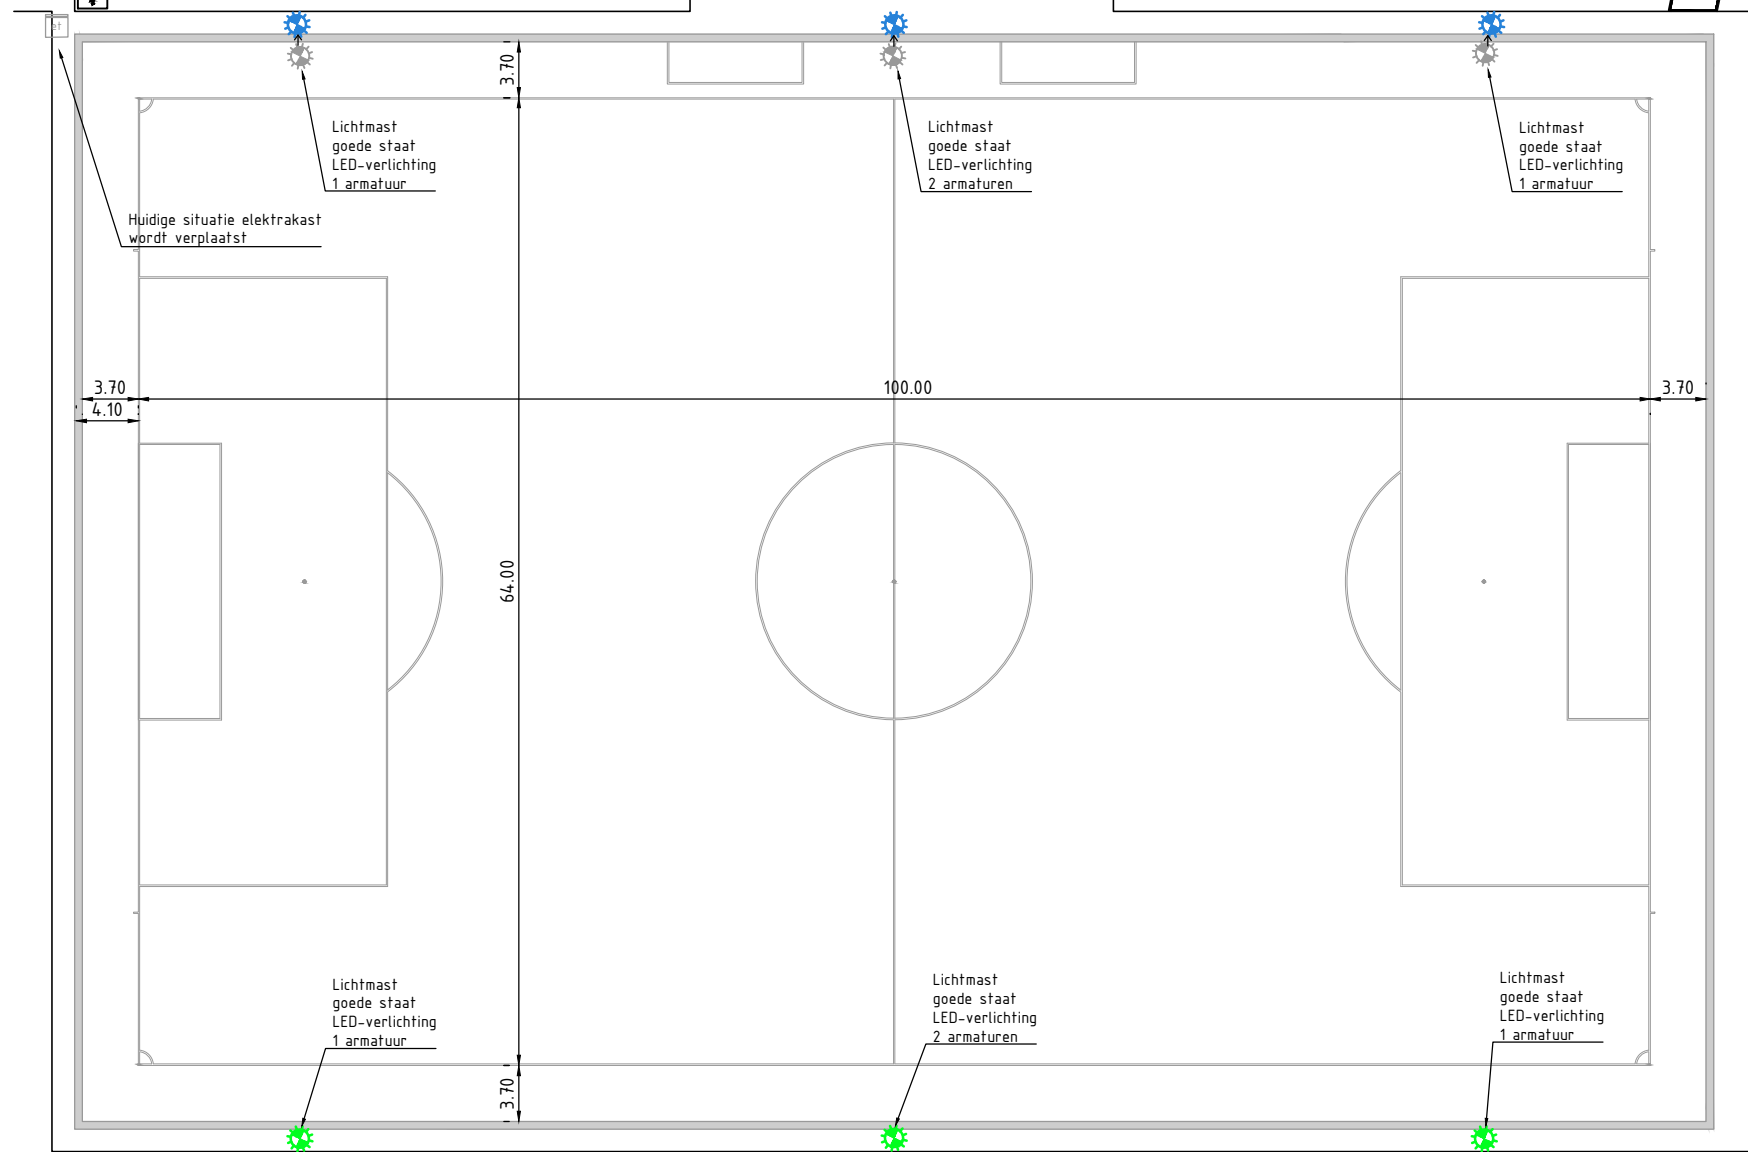 et
3.70
Lichtmast
goede staat
LED-verlichting
1 armatuur
Lichtmast
goede staat
LED-verlichting
2 armaturen
Lichtmast
goede staat
LED-verlichting
1 armatuur
Huidige situatie elektrakast
wordt verplaatst
3.70
100.00
3.70
4.10
64.00
Lichtmast
goede staat
LED-verlichting
1 armatuur
Lichtmast
goede staat
LED-verlichting
2 armaturen
Lichtmast
goede staat
LED-verlichting
1 armatuur
3.70